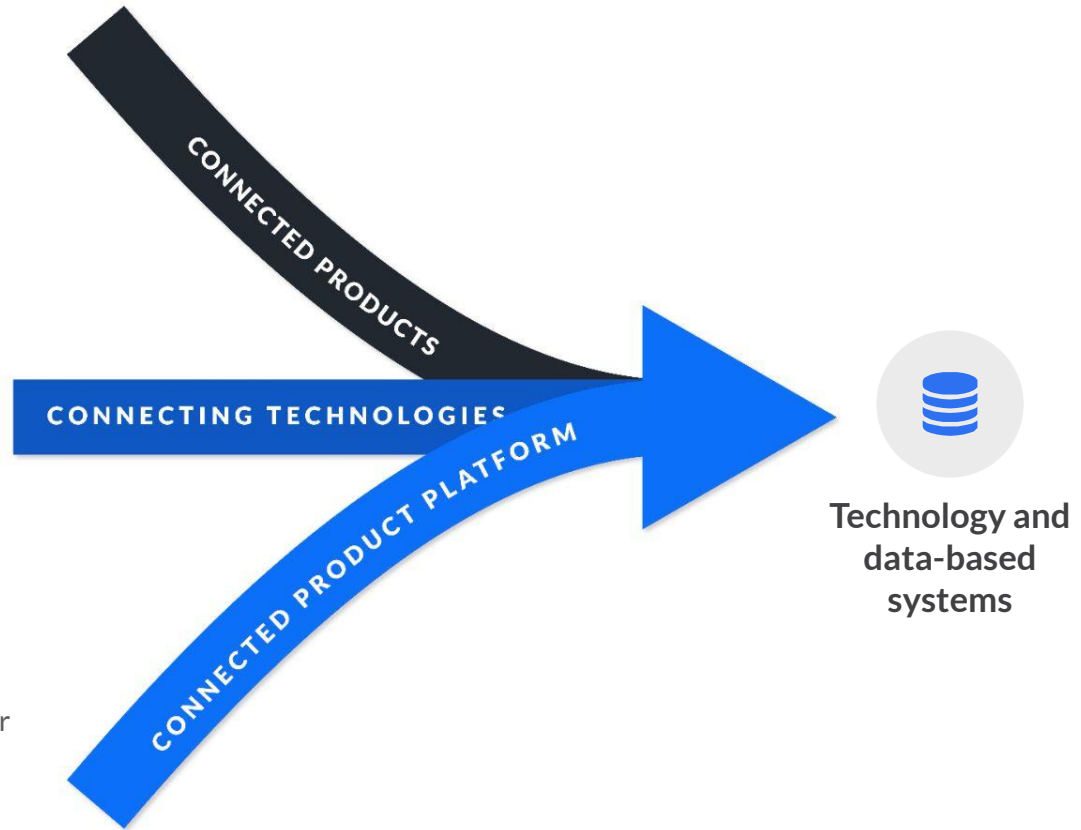 CONNECTED PRODUCTS
CONNECTING TECHNOLOGIES
CONNECTED PRODUCT PLATFORM
Technology and
data-based
systems
r